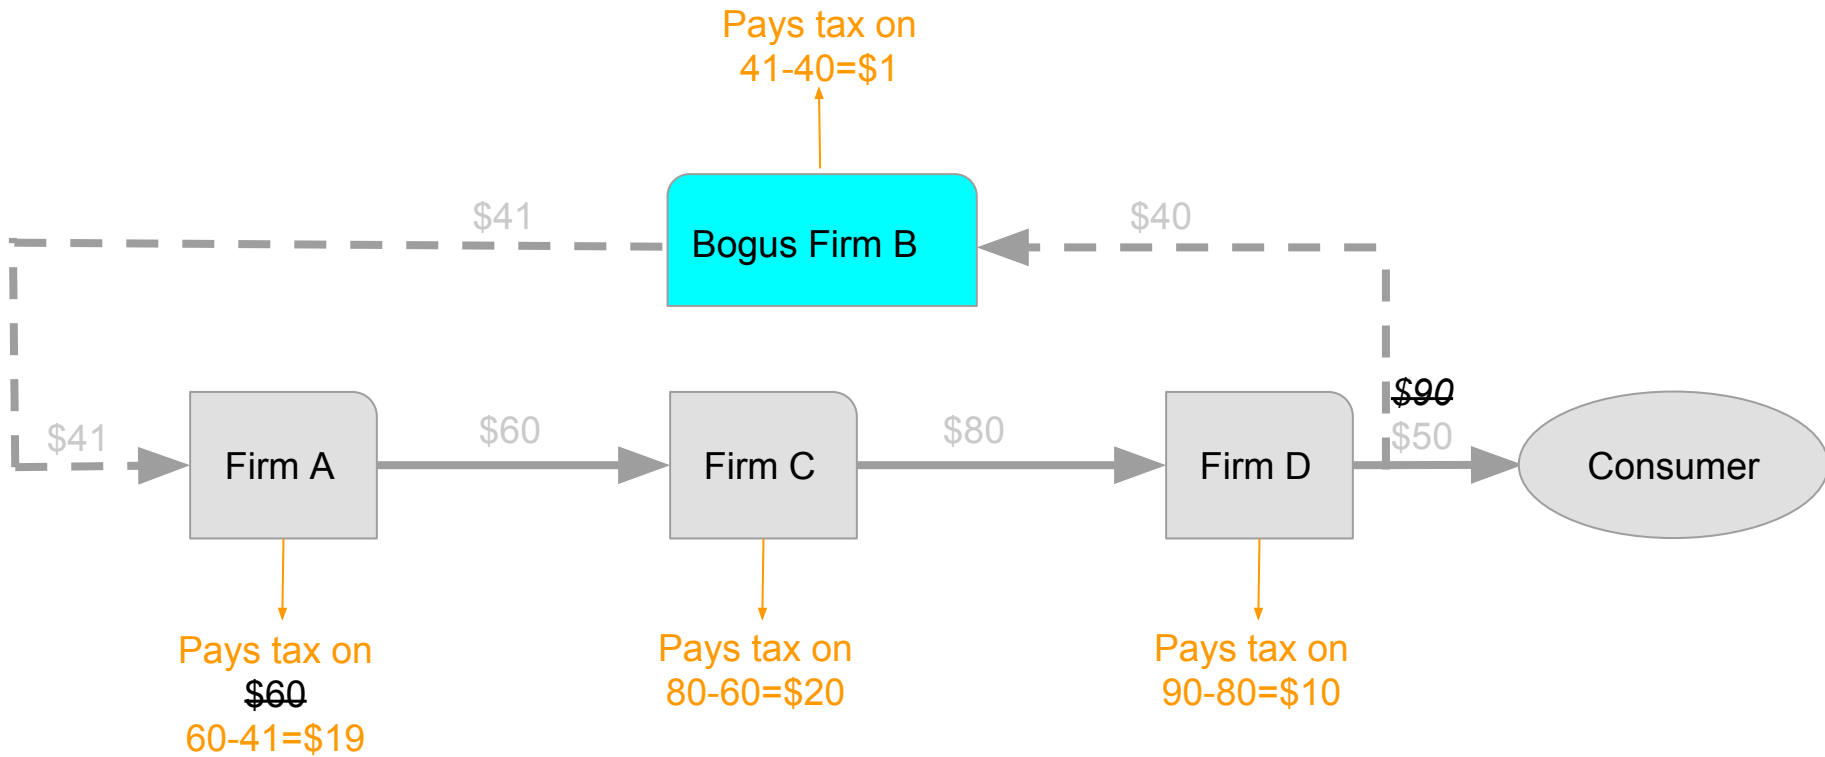 Pays tax on
41-40=$1
$41
$40
Bogus Firm B
$90
$41
$60
$80
$50
Firm A
Firm C
Firm D
Consumer
Pays tax on
$60
60-41=$19
Pays tax on
80-60=$20
Pays tax on
90-80=$10